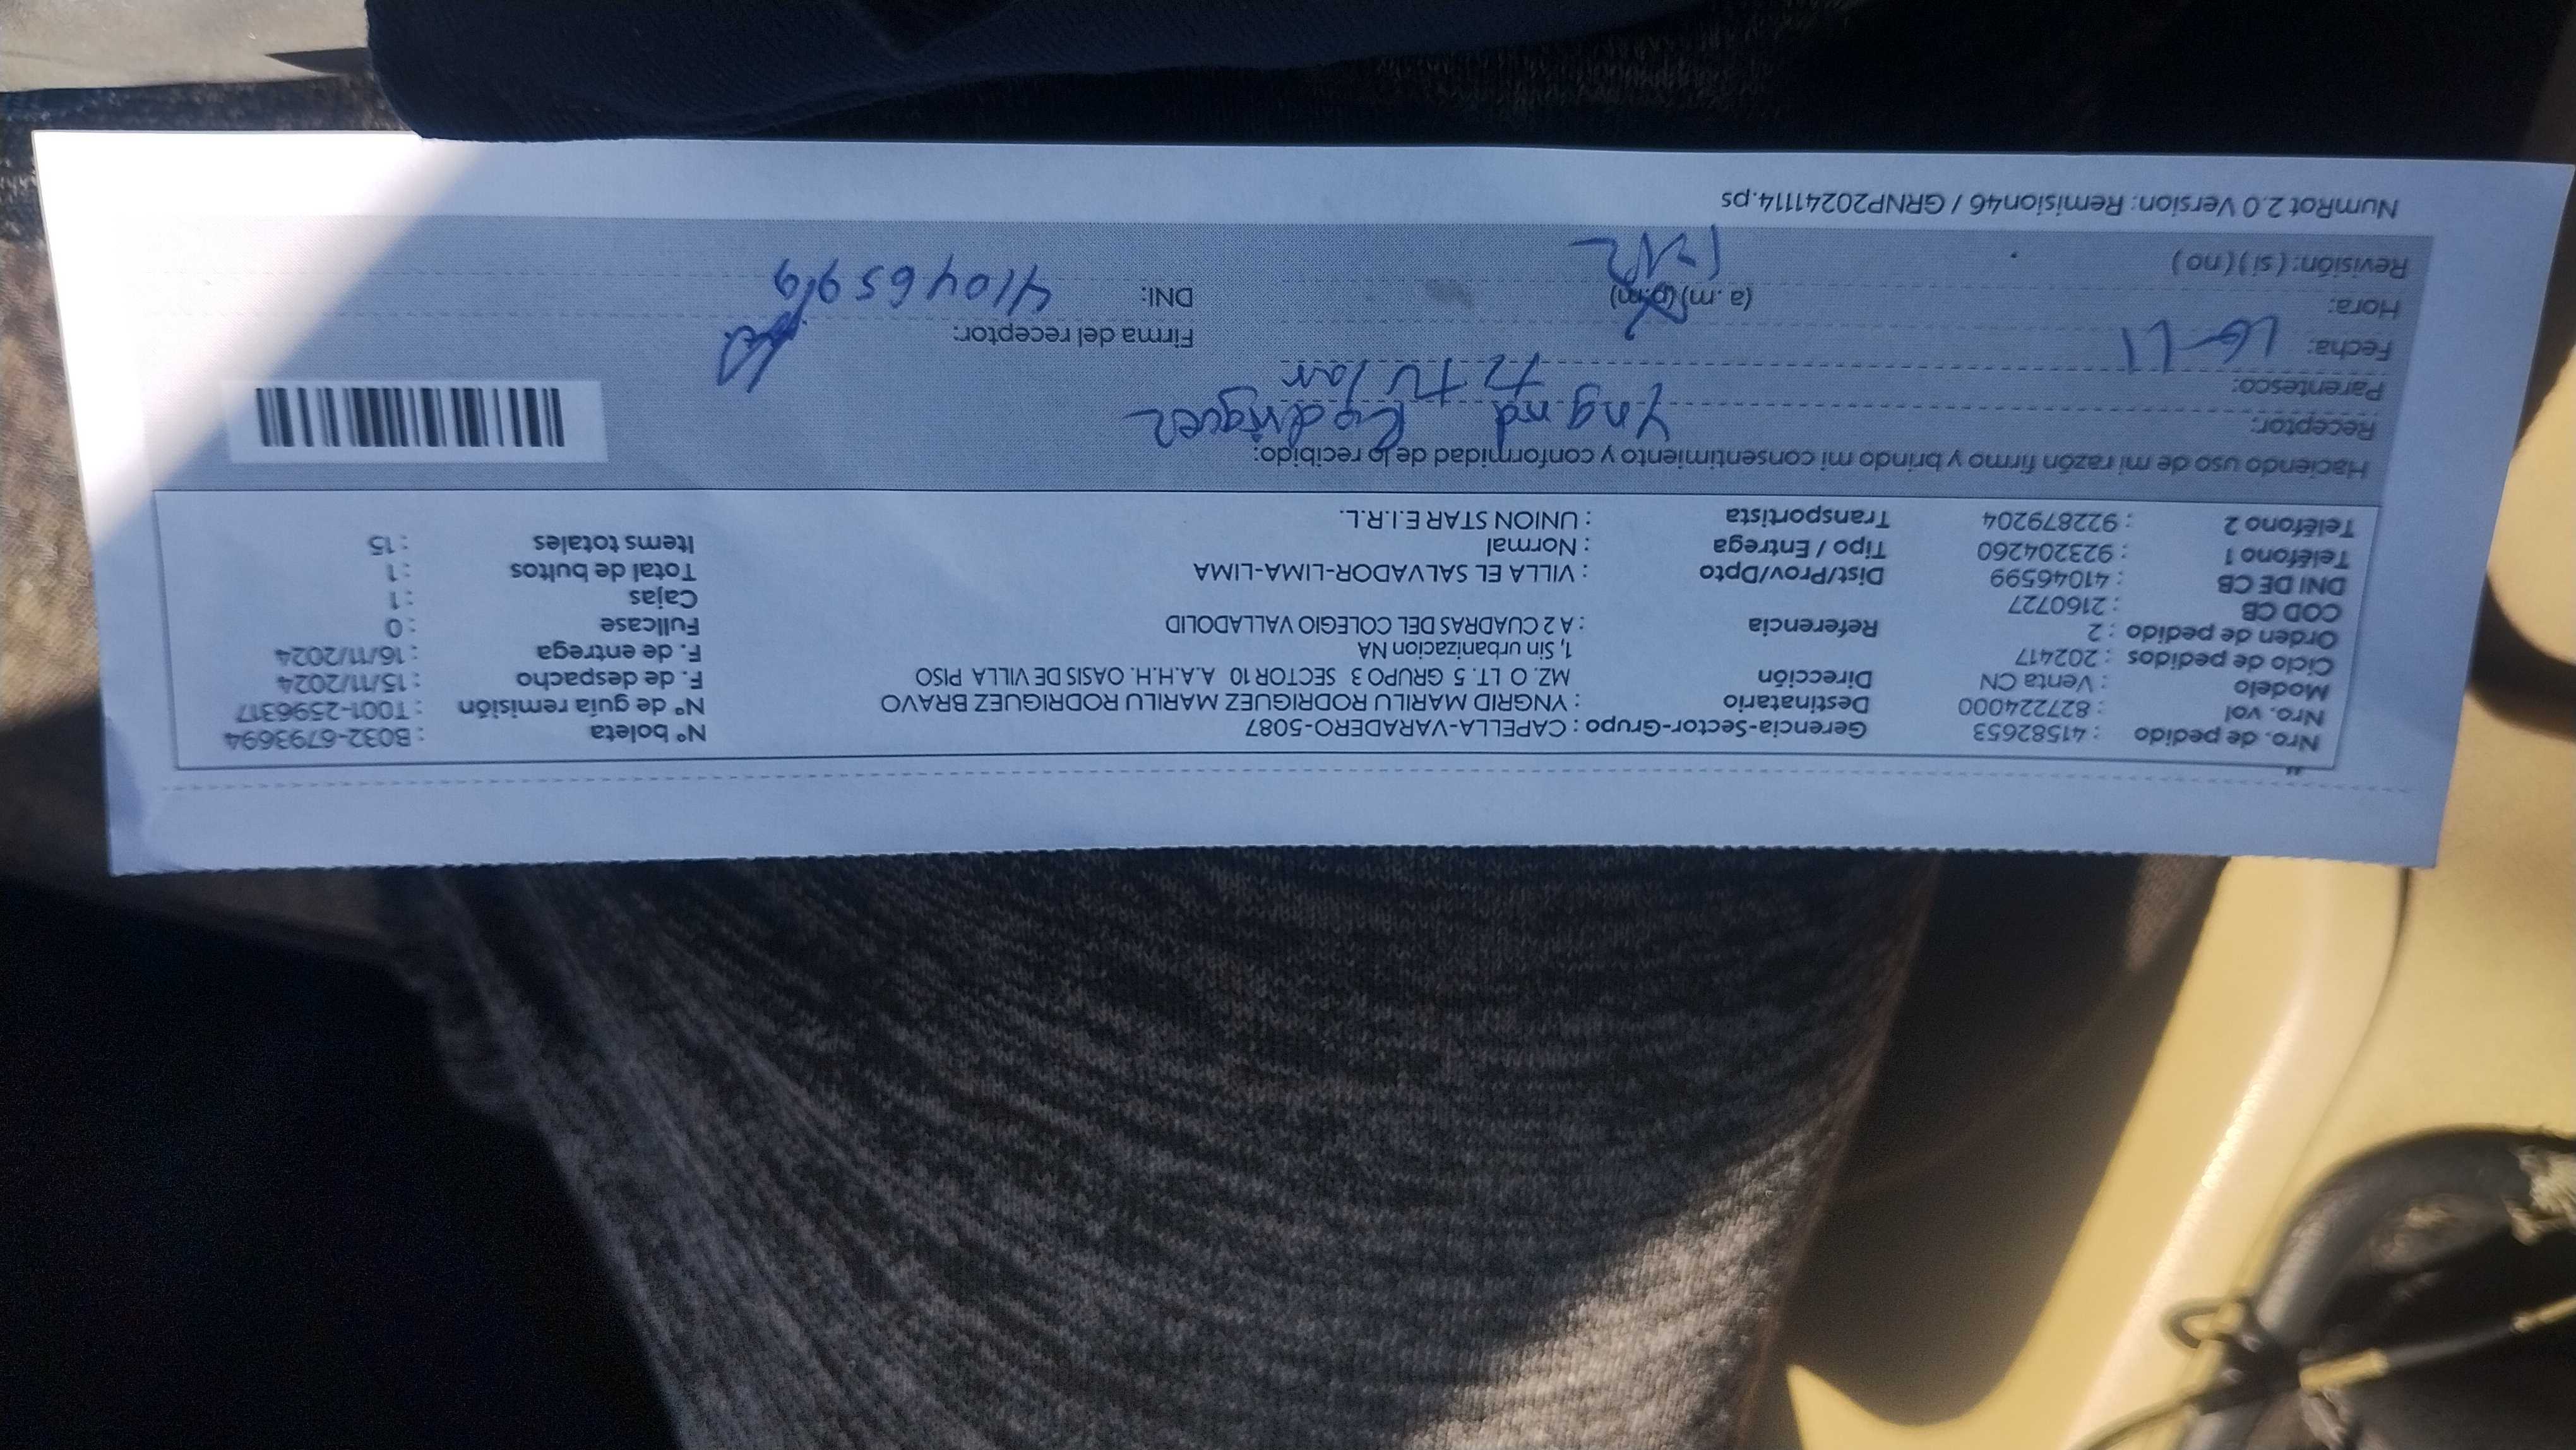 Nro. de pedido : 41582653 Gerencia-Sector-Grupo : CAPELLA-VARADERO-5087 N° boleta : B032-6793694
Nro. vol : 827224000 Destinatario : YNGRID MARILU RODRIGUEZ MARILU RODRIGUEZ BRAVO N° de guía remisión : T001-2596317
Modelo : Venta CN Dirección MZ. O LT. 5 GRUPO 3 SECTOR 10 A.A.H.H. OASIS DE VILLA PISO F. de despacho : 15/11/2024
Ciclo de pedidos : 202417 1, Sin urbanizacion NA F. de entrega : 16/11/2024
Orden de pedido : 2 Referencia : A 2 CUADRAS DEL COLEGIO VALLADOLID Fullcase : 0
COD CB : 2160727 Cajas : 1
DNI DE CB : 41046599 Dist/Prov/Dpto : VILLA EL SALVADOR-LIMA-LIMA Total de bultos : 1
Teléfono 1 : 923204260 Tipo / Entrega : Normal Items totales : 15
Teléfono 2 : 922879204 Transportista : UNION STAR E.I.R.L.
Haciendo uso de mi razón firmo y brindo mi consentimiento y conformidad de lo recibido:
Receptor: Yngrid Rodriguez
Parentesco: titular
Fecha: 16-11 Firma del receptor:
Hora: (a.m) (p.m) DNI: 41046599
Revisión: ( si ) ( no )
NumRot 2.0 Version: Remision46 / GRNP20241114.ps